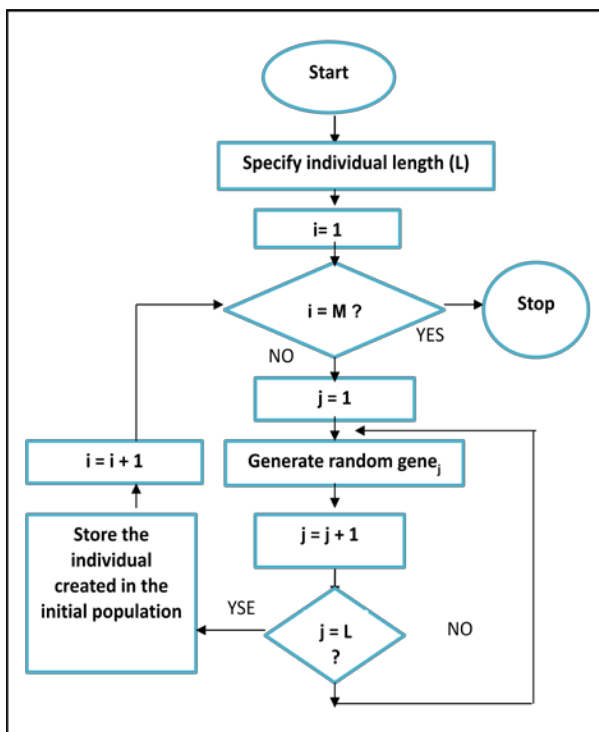 Start
Specify individual length (L)
i= 1
i = M ?
YES
Stop
NO
j = 1
Generate random gene_j
j = j + 1
j = L
?
NO
YSE
Store the
individual
created in the
initial population
i = i + 1